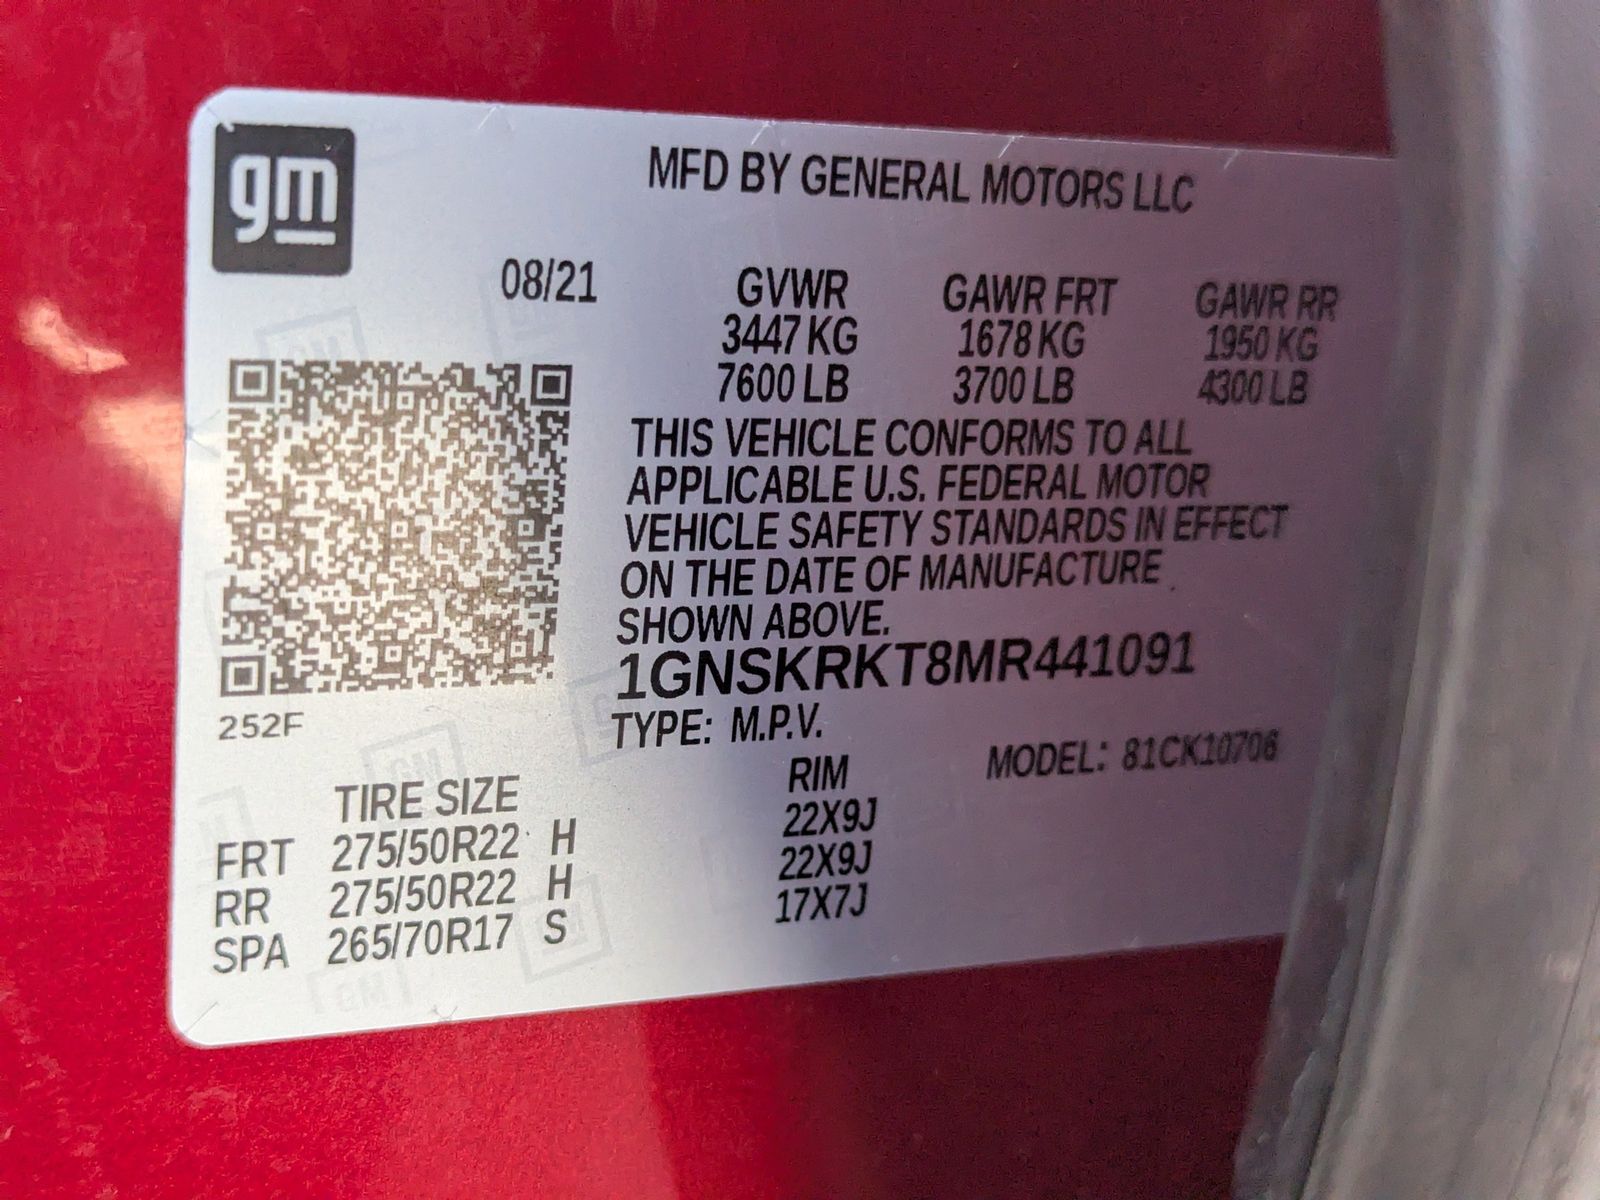 gm
MFD BY GENERAL MOTORS LLC
08/21 GVWR GAWR FRT GAWR RR
3447 KG 1678 KG 1950 KG
7600 LB 3700 LB 4300 LB
THIS VEHICLE CONFORMS TO ALL
APPLICABLE U.S. FEDERAL MOTOR
VEHICLE SAFETY STANDARDS IN EFFECT
ON THE DATE OF MANUFACTURE
SHOWN ABOVE.
1GNSKRKT8MR441091
252F
TYPE: M.P.V.
MODEL: 81CK10706
TIRE SIZE RIM
FRT 275/50R22 H 22X9J
RR 275/50R22 H 22X9J
SPA 265/70R17 S 17X7J